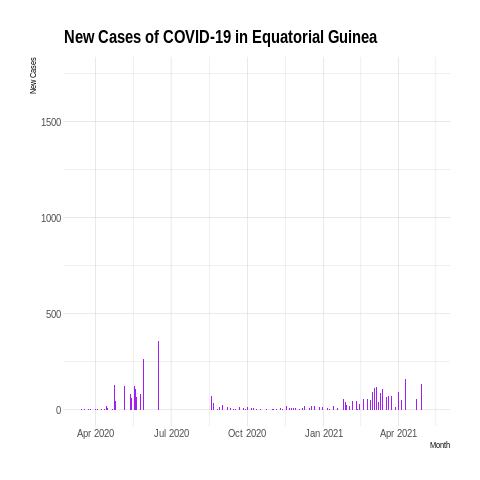 New Cases of COVID-19 in Equatorial Guinea
New Cases
1500
1000
500
0
Apr 2020
Jul 2020
Oct 2020
Jan 2021
Apr 2021
Month